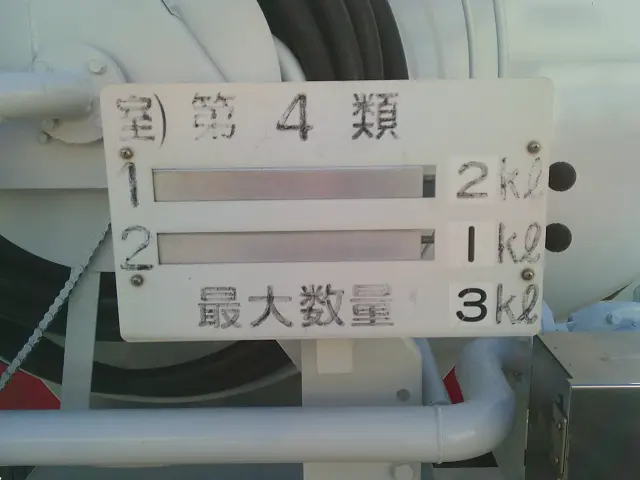 室) 第 4 類
1 2kℓ
2 1kℓ
最大数量 3kℓ